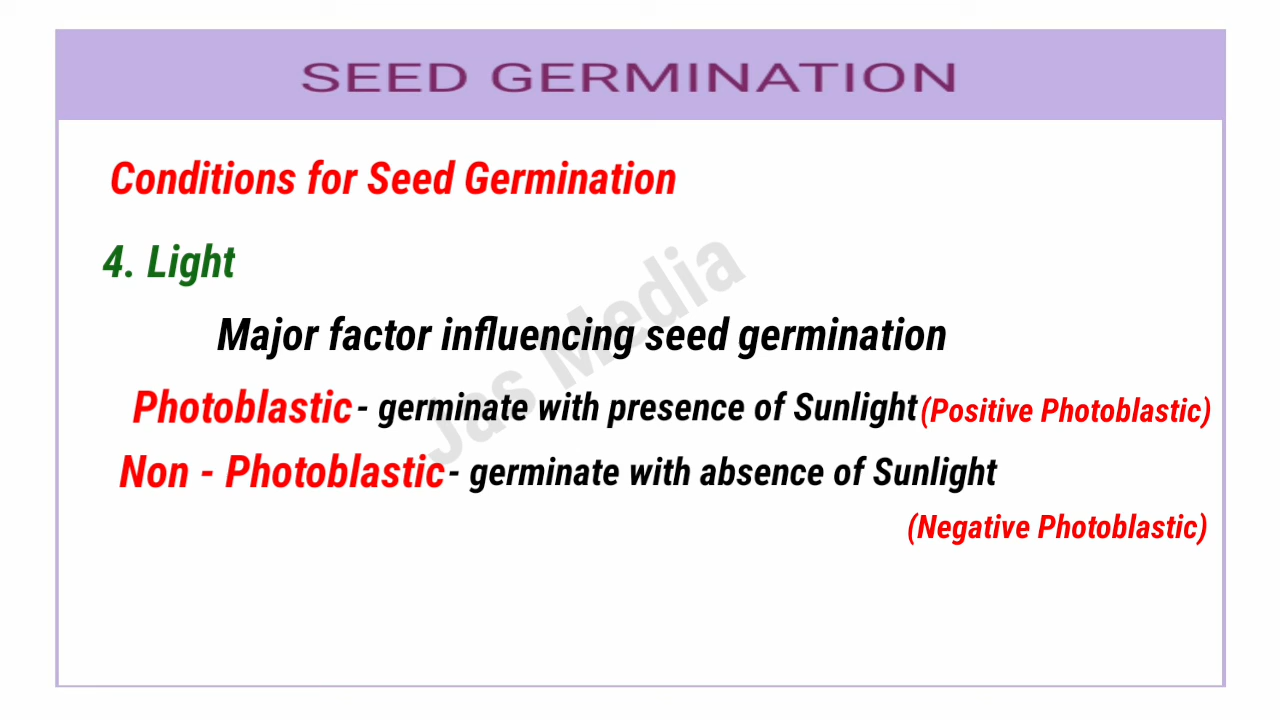 SEED GERMINATION
Conditions for Seed Germination
4. Light
Major factor influencing seed germination
Photoblastic - germinate with presence of Sunlight (Positive Photoblastic)
Non - Photoblastic - germinate with absence of Sunlight
(Negative Photoblastic)
Jas Media